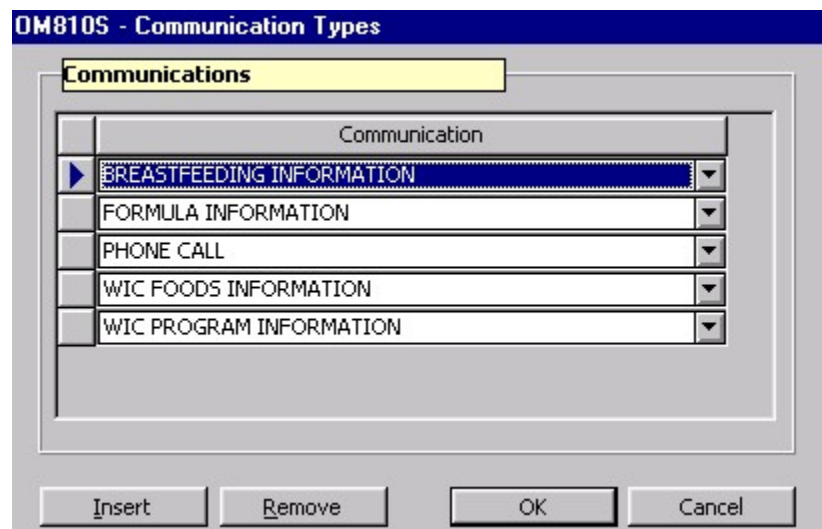 OM810S - Communication Types
Communications
Communication
BREASTFEEDING INFORMATION
FORMULA INFORMATION
PHONE CALL
WIC FOODS INFORMATION
WIC PROGRAM INFORMATION
Insert Remove OK Cancel